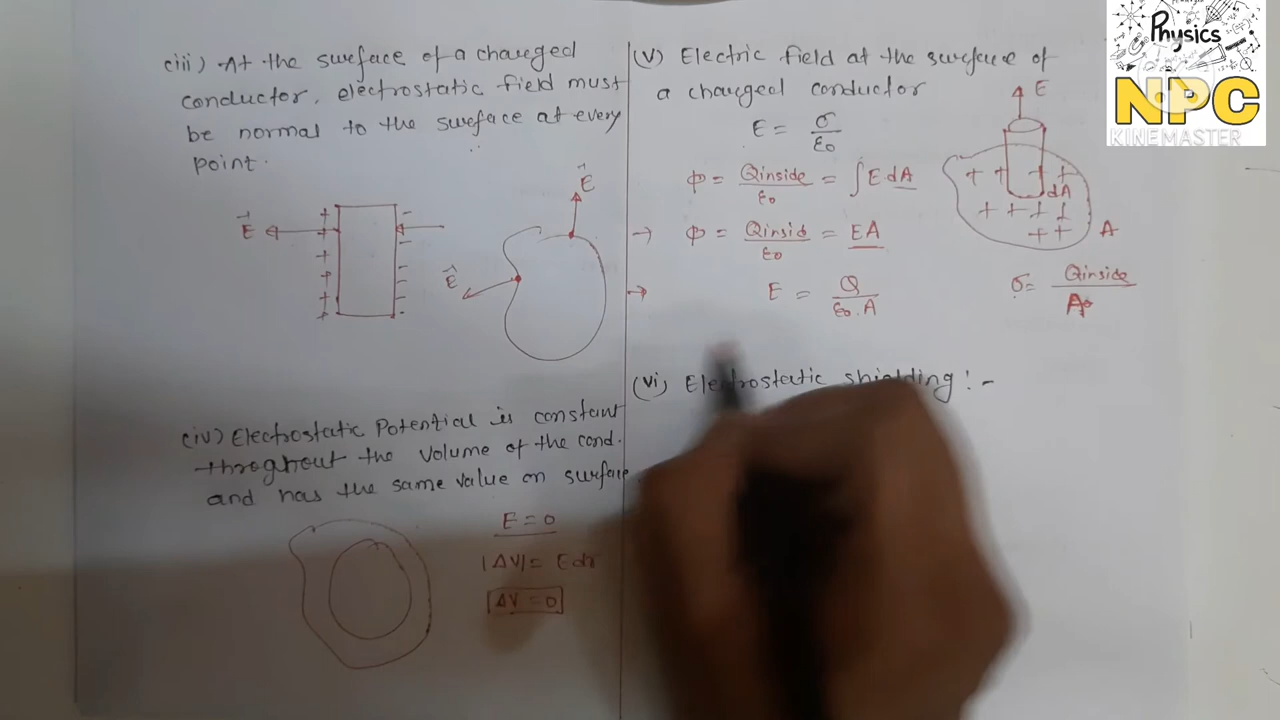 (iii) At the surface of a charged
conductor, electrostatic field must
be normal to the surface at every
point.
E⃗
+ + + + +
- - - - - -
E⃗
E⃗
(iv) Electrostatic Potential is constant
throghout the volume of the cond.
and has the same value on surface
E = 0
|ΔV| = E dr
ΔV = 0
(v) Electric field at the surface of
a charged conductor
E = σ/ε₀
φ = Qinside/ε₀ = ∫E.dA
→ φ = Qinsid/ε₀ = EA
→ E = Q/ε₀.A
E
+ + + +
dA
+ + + +
+ +
A
σ = Qinside/A
(vi) Electrostatic shielding :-
Physics
NPC
KINEMASTER